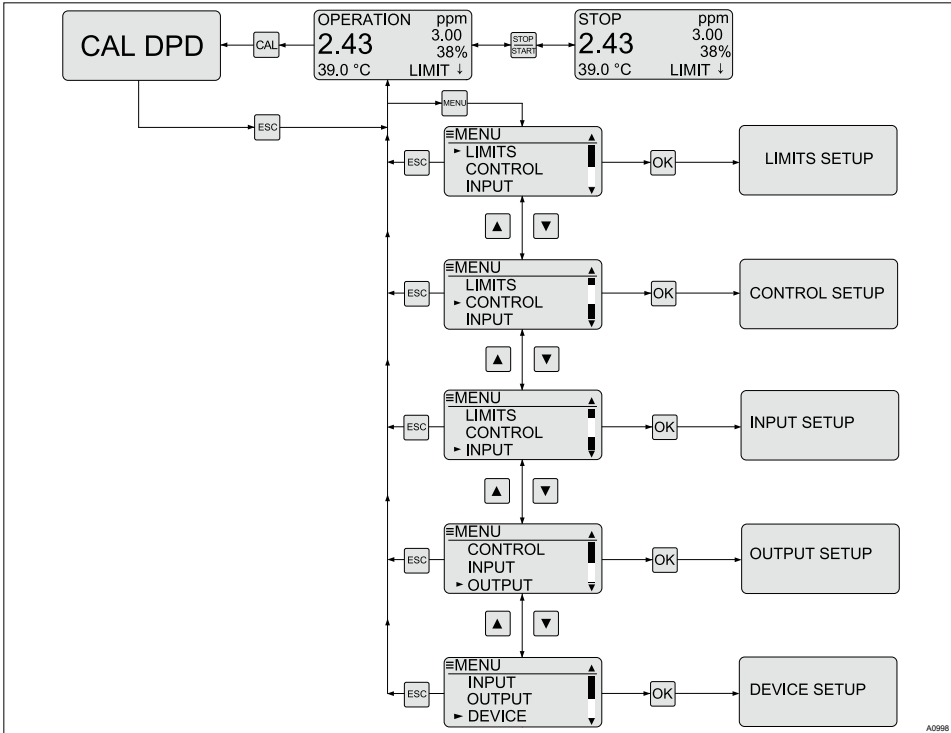 CAL DPD
CAL
OPERATION ppm
2.43 3.00
38%
39.0 °C LIMIT ↓
STOP
START
STOP ppm
2.43 3.00
38%
39.0 °C LIMIT ↓
ESC
MENU
≡MENU ▲
► LIMITS
CONTROL
INPUT ▼
ESC
OK
LIMITS SETUP
▲ ▼
≡MENU ▲
LIMITS
► CONTROL
INPUT ▼
ESC
OK
CONTROL SETUP
▲ ▼
≡MENU ▲
LIMITS
CONTROL
► INPUT ▼
ESC
OK
INPUT SETUP
▲ ▼
≡MENU ▲
CONTROL
INPUT
► OUTPUT ▼
ESC
OK
OUTPUT SETUP
▲ ▼
≡MENU ▲
INPUT
OUTPUT
► DEVICE ▼
ESC
OK
DEVICE SETUP
A0998